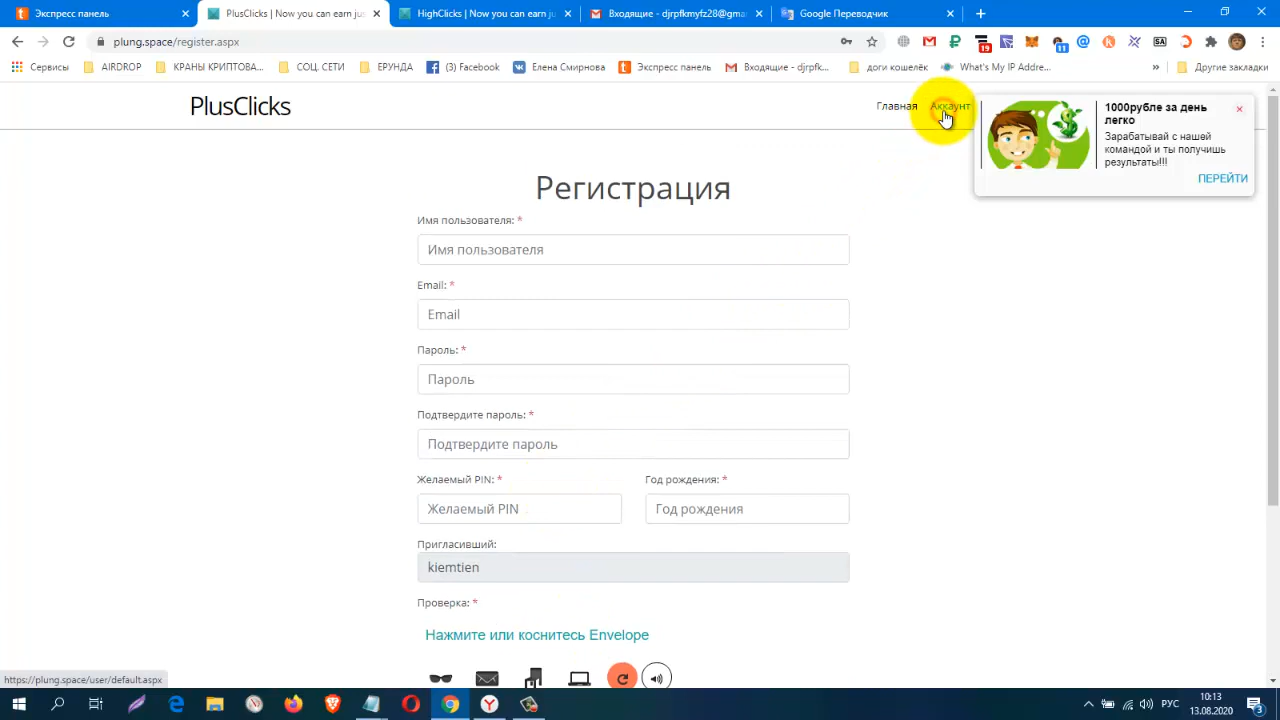 Экспресс панель
PlusClicks | Now you can earn jus
HighClicks | Now you can earn ju
Входящие - djrpfkmyfz28@gma
Google Переводчик
plung.space/register.aspx
19
11
SA
Сервисы
AIRDROP
КРАНЫ КРИПТОВА...
СОЦ. СЕТИ
ЕРУНДА
(3) Facebook
Елена Смирнова
Экспресс панель
Входящие - djrpfk...
доги кошелёк
What's My IP Addre...
»
Другие закладки
PlusClicks
Главная
Аккаунт
1000рубле за день
легко
Зарабатывай с нашей
командой и ты получишь
результаты!!!
ПЕРЕЙТИ
Регистрация
Имя пользователя: *
Имя пользователя
Email: *
Email
Пароль: *
Пароль
Подтвердите пароль: *
Подтвердите пароль
Желаемый PIN: *
Год рождения: *
Желаемый PIN
Год рождения
Пригласивший:
kiemtien
Проверка: *
Нажмите или коснитесь Envelope
https://plung.space/user/default.aspx
РУС
10:13
13.08.2020
3